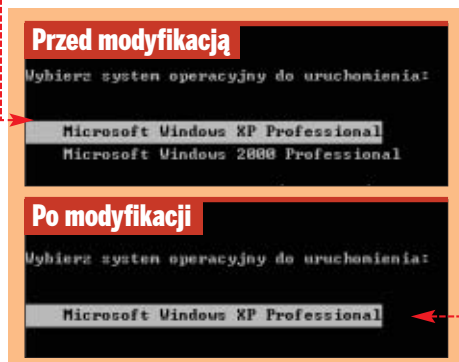 Przed modyfikacją
Wybierz system operacyjny do uruchomienia:
Microsoft Windows XP Professional
Microsoft Windows 2000 Professional
Po modyfikacji
Wybierz system operacyjny do uruchomienia:
Microsoft Windows XP Professional